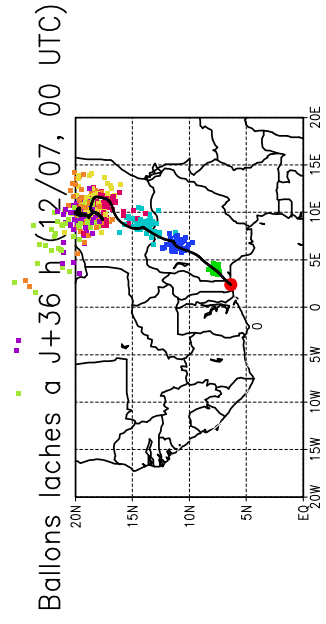 Ballons laches a J+36 h (12/07, 00 UTC)
20N
15N
10N
5N
EQ
20W
15W
10W
5W
0
5E
10E
15E
20E
0